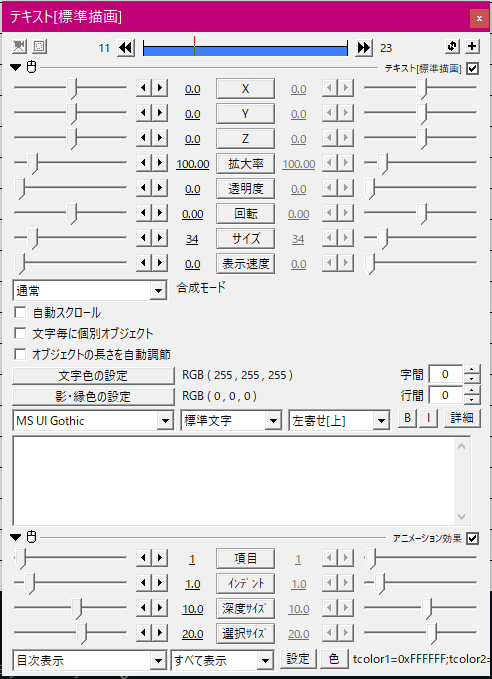 テキスト[標準描画]
11 23
テキスト[標準描画]
0.0 X 0.0
0.0 Y 0.0
0.0 Z 0.0
100.00 拡大率 100.00
0.0 透明度 0.0
0.00 回転 0.00
34 サイズ 34
0.0 表示速度 0.0
通常 合成モード
自動スクロール
文字毎に個別オブジェクト
オブジェクトの長さを自動調節
文字色の設定 RGB ( 255 , 255 , 255 ) 字間 0
影・縁色の設定 RGB ( 0 , 0 , 0 ) 行間 0
MS UI Gothic 標準文字 左寄せ[上] B I 詳細
アニメーション効果
1 項目 1
1.0 インデント 1.0
10.0 深度サイズ 10.0
20.0 選択サイズ 20.0
目次表示 すべて表示 設定 色 tcolor1=0xFFFFFF;tcolor2=